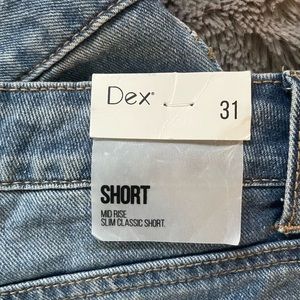 Dex®
31
SHORT
MID RISE
SLIM CLASSIC SHORT.